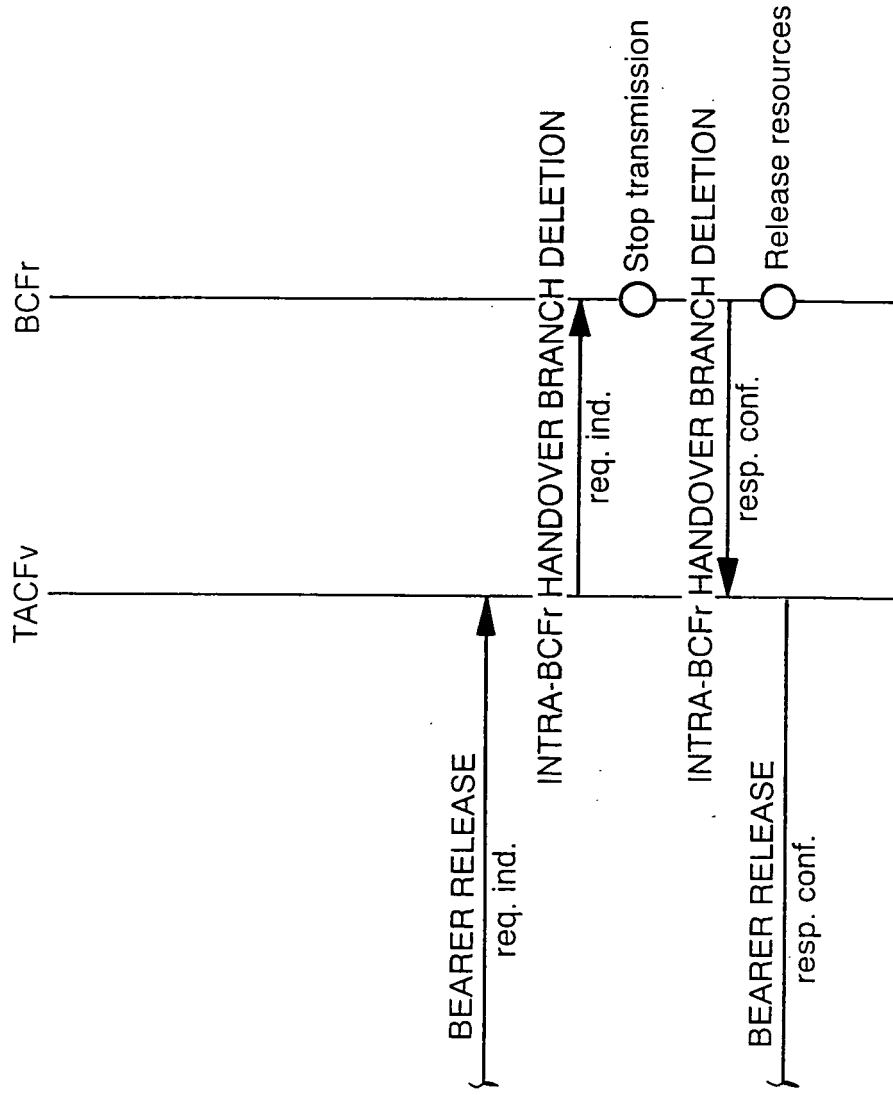 TACFv
BCFr
BEARER RELEASE
req. ind.
INTRA-BCFr HANDOVER BRANCH DELETION
req. ind.
Stop transmission
INTRA-BCFr HANDOVER BRANCH DELETION
resp. conf.
BEARER RELEASE
resp. conf.
Release resources